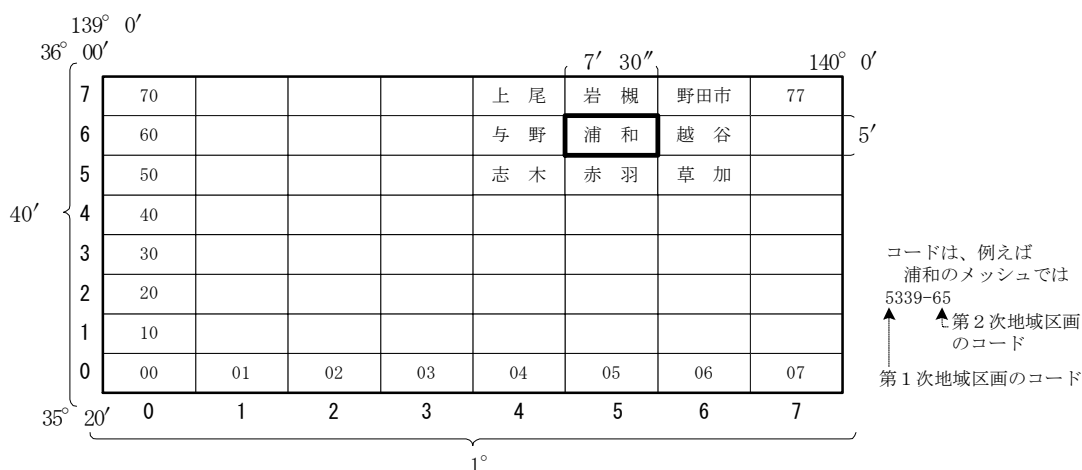 139° 0′
36° 00′
7′ 30″
140° 0′
7 70 上 尾 岩 槻 野田市 77
6 60 与 野 浦 和 越 谷 5′
5 50 志 木 赤 羽 草 加
40′ 4 40
3 30
2 20
1 10
0 00 01 02 03 04 05 06 07
35° 20′ 0 1 2 3 4 5 6 7
1°
コードは、例えば
浦和のメッシュでは
5339-65
第2次地域区画
のコード
第1次地域区画のコード